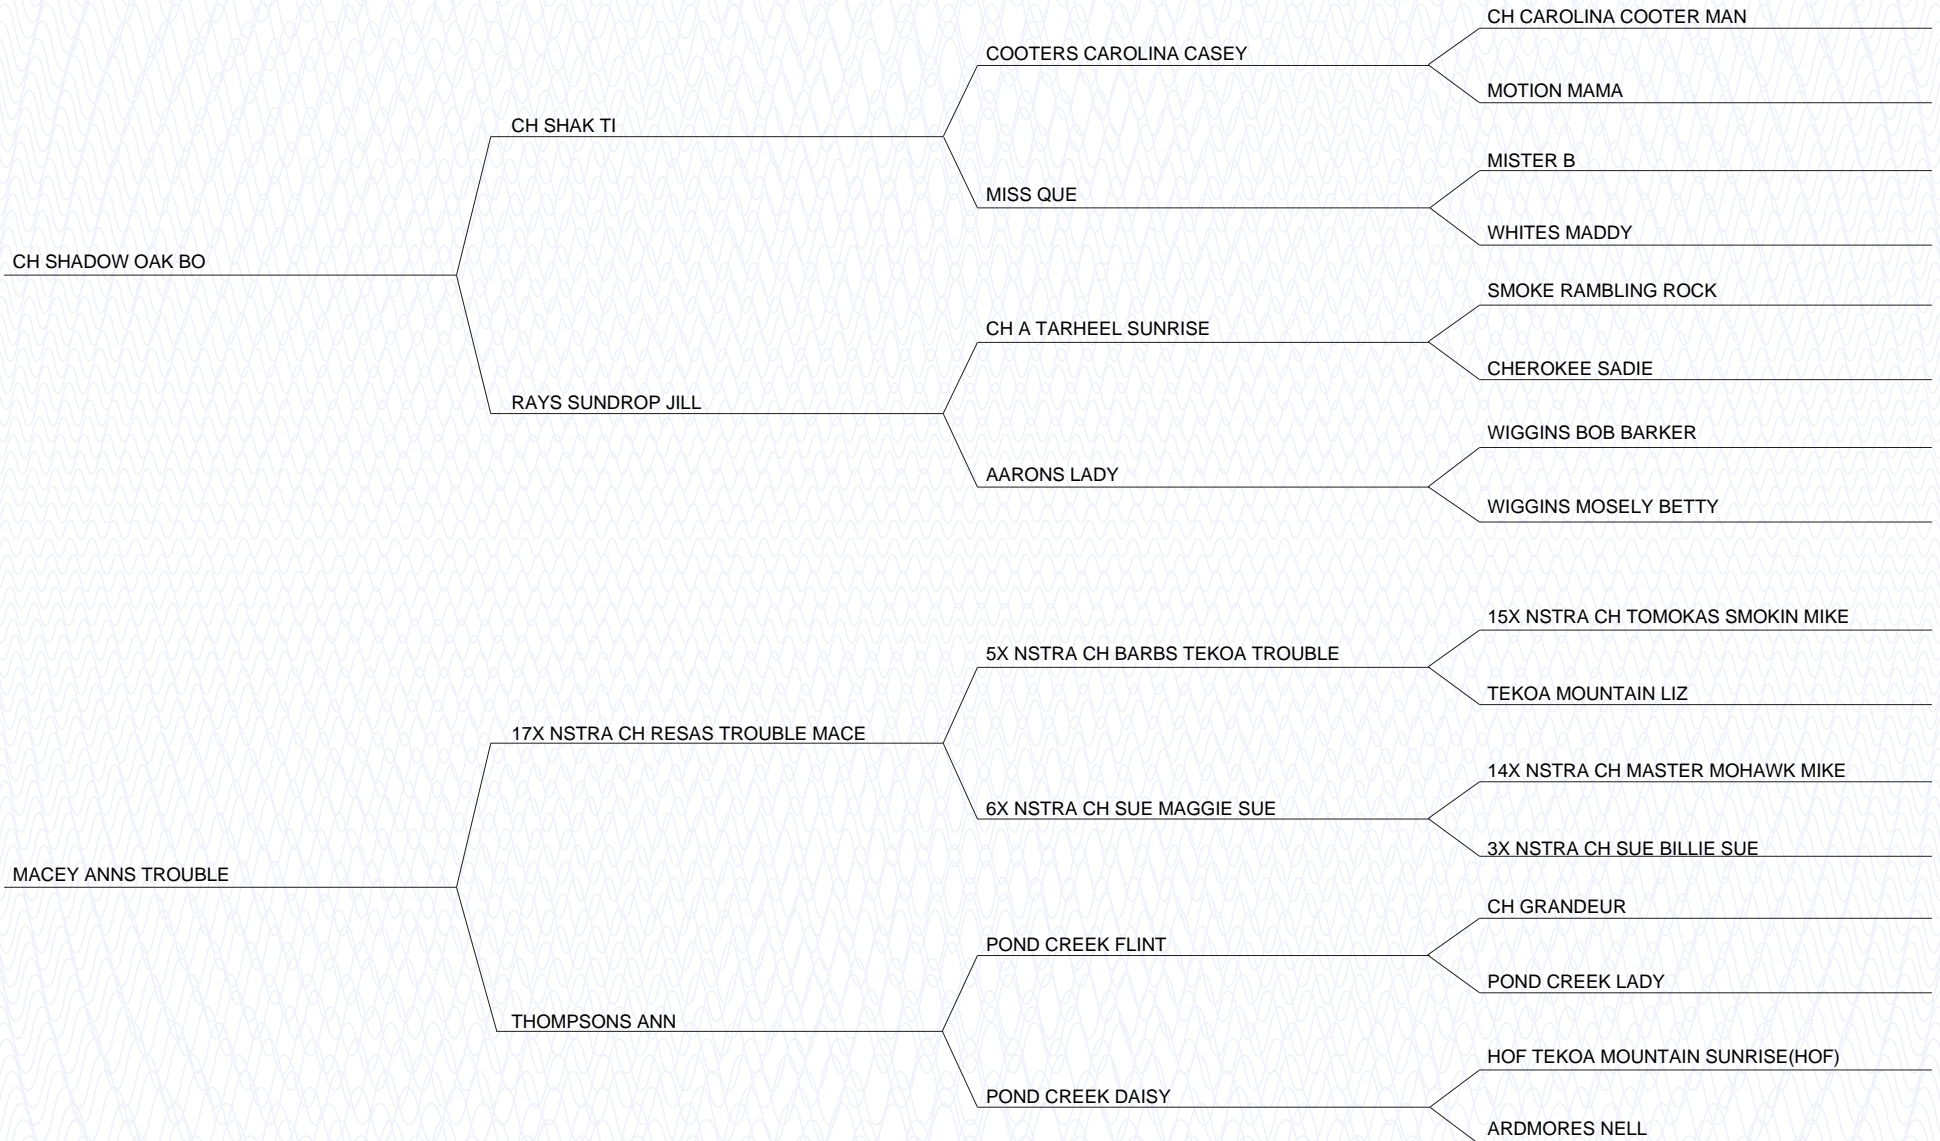 CH CAROLINA COOTER MAN
COOTERS CAROLINA CASEY
MOTION MAMA
CH SHAK TI
MISTER B
MISS QUE
WHITES MADDY
CH SHADOW OAK BO
SMOKE RAMBLING ROCK
CH A TARHEEL SUNRISE
CHEROKEE SADIE
RAYS SUNDROP JILL
WIGGINS BOB BARKER
AARONS LADY
WIGGINS MOSELY BETTY
15X NSTRA CH TOMOKAS SMOKIN MIKE
5X NSTRA CH BARBS TEKOA TROUBLE
TEKOA MOUNTAIN LIZ
17X NSTRA CH RESAS TROUBLE MACE
14X NSTRA CH MASTER MOHAWK MIKE
6X NSTRA CH SUE MAGGIE SUE
3X NSTRA CH SUE BILLIE SUE
MACEY ANNS TROUBLE
CH GRANDEUR
POND CREEK FLINT
POND CREEK LADY
THOMPSONS ANN
HOF TEKOA MOUNTAIN SUNRISE(HOF)
POND CREEK DAISY
ARDMORES NELL